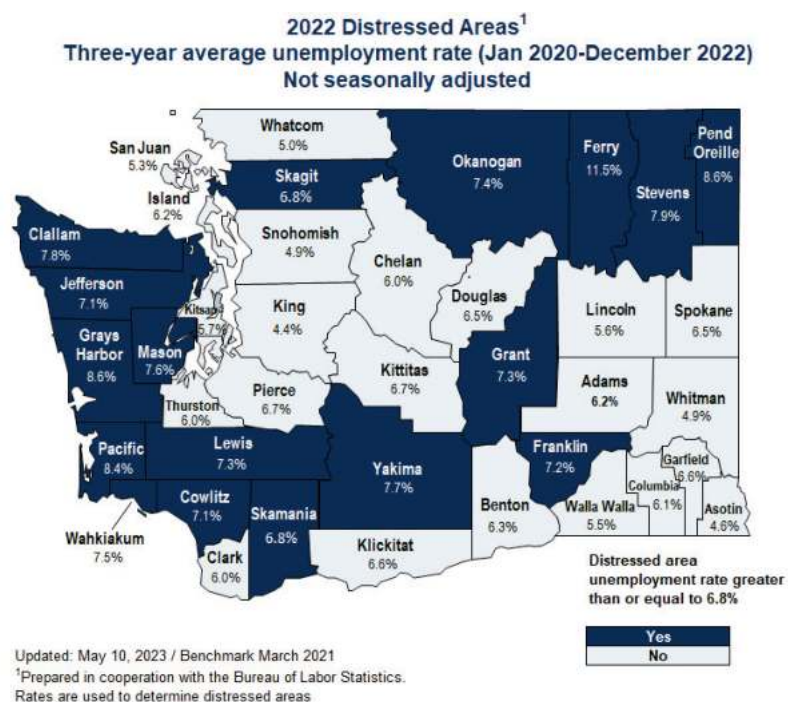 2022 Distressed Areas1
Three-year average unemployment rate (Jan 2020-December 2022)
Not seasonally adjusted
Whatcom
5.0%
San Juan
5.3%
Skagit
6.8%
Island
6.2%
Okanogan
7.4%
Ferry
11.5%
Stevens
7.9%
Pend
Oreille
8.6%
Clallam
7.8%
Snohomish
4.9%
Chelan
6.0%
Jefferson
7.1%
Kitsap
5.7%
King
4.4%
Douglas
6.5%
Lincoln
5.6%
Spokane
6.5%
Grays
Harbor
8.6%
Mason
7.6%
Grant
7.3%
Kittitas
6.7%
Pierce
6.7%
Thurston
6.0%
Adams
6.2%
Whitman
4.9%
Pacific
8.4%
Lewis
7.3%
Yakima
7.7%
Franklin
7.2%
Garfield
6.6%
Columbia
6.1%
Benton
6.3%
Walla Walla
5.5%
Asotin
4.6%
Cowlitz
7.1%
Skamania
6.8%
Wahkiakum
7.5%
Clark
6.0%
Klickitat
6.6%
Distressed area
unemployment rate greater
than or equal to 6.8%
Yes
No
Updated: May 10, 2023 / Benchmark March 2021
1Prepared in cooperation with the Bureau of Labor Statistics.
Rates are used to determine distressed areas